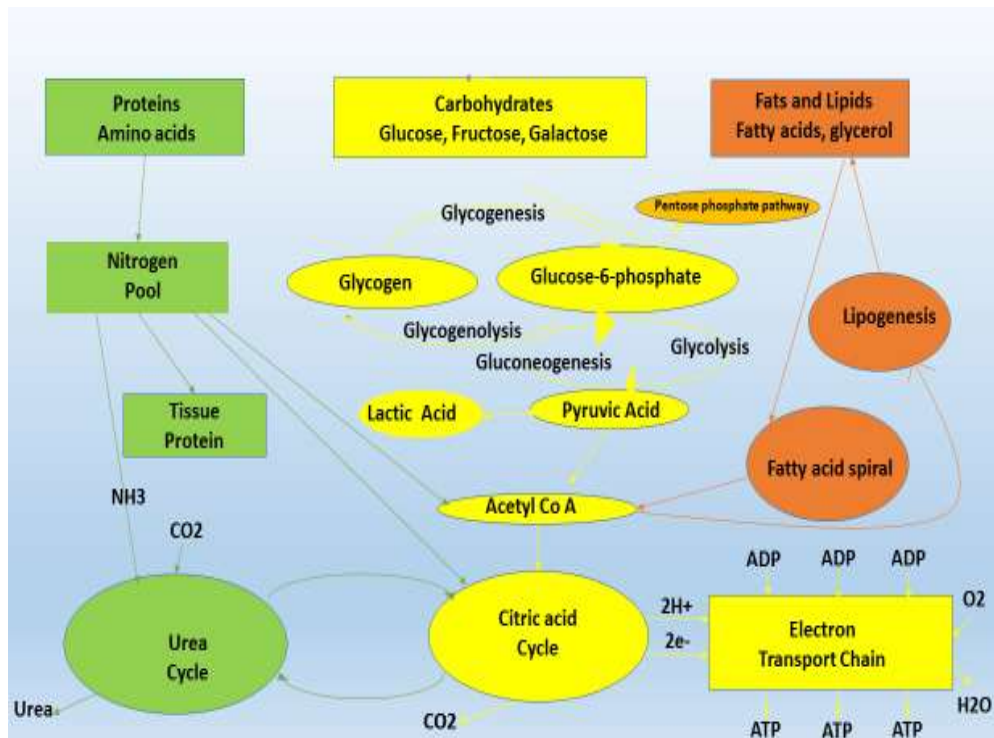 Proteins
Amino acids
Carbohydrates
Glucose, Fructose, Galactose
Fats and Lipids
Fatty acids, glycerol
Pentose phosphate pathway
Glycogenesis
Nitrogen
Pool
Glycogen
Glucose-6-phosphate
Lipogenesis
Glycogenolysis
Gluconeogenesis
Glycolysis
Tissue
Protein
Lactic Acid
Pyruvic Acid
Fatty acid spiral
NH3
Acetyl Co A
CO2
ADP
ADP
ADP
2H+
O2
Urea
Cycle
Citric acid
Cycle
2e-
Electron
Transport Chain
Urea
CO2
H2O
ATP
ATP
ATP